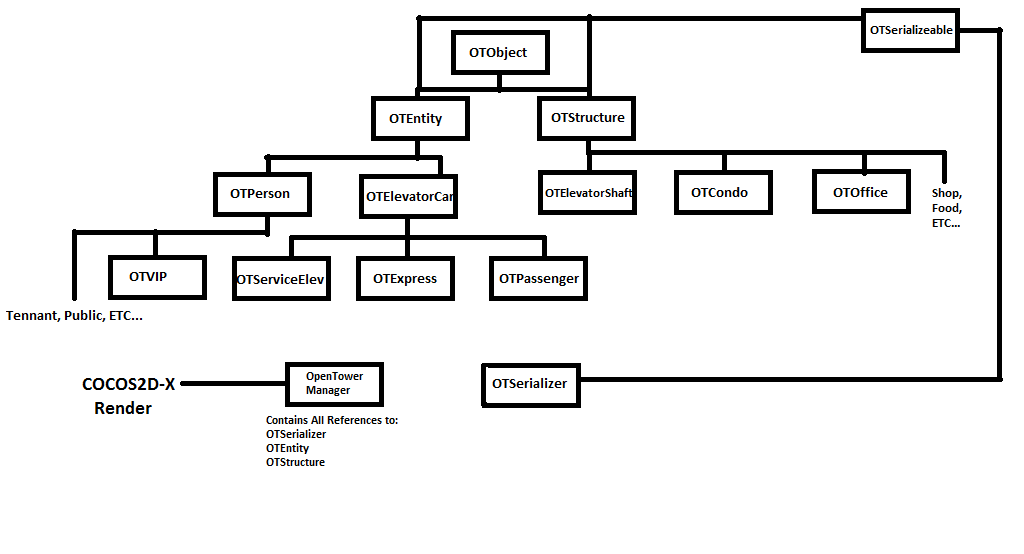 OTSerializeable
OTObject
OTEntity
OTStructure
OTPerson
OTElevatorCar
OTElevatorShaft
OTCondo
OTOffice
Shop,
Food,
ETC...
OTVIP
OTServiceElev
OTExpress
OTPassenger
Tennant, Public, ETC...
COCOS2D-X
Render
OpenTower
Manager
OTSerializer
Contains All References to:
OTSerializer
OTEntity
OTStructure